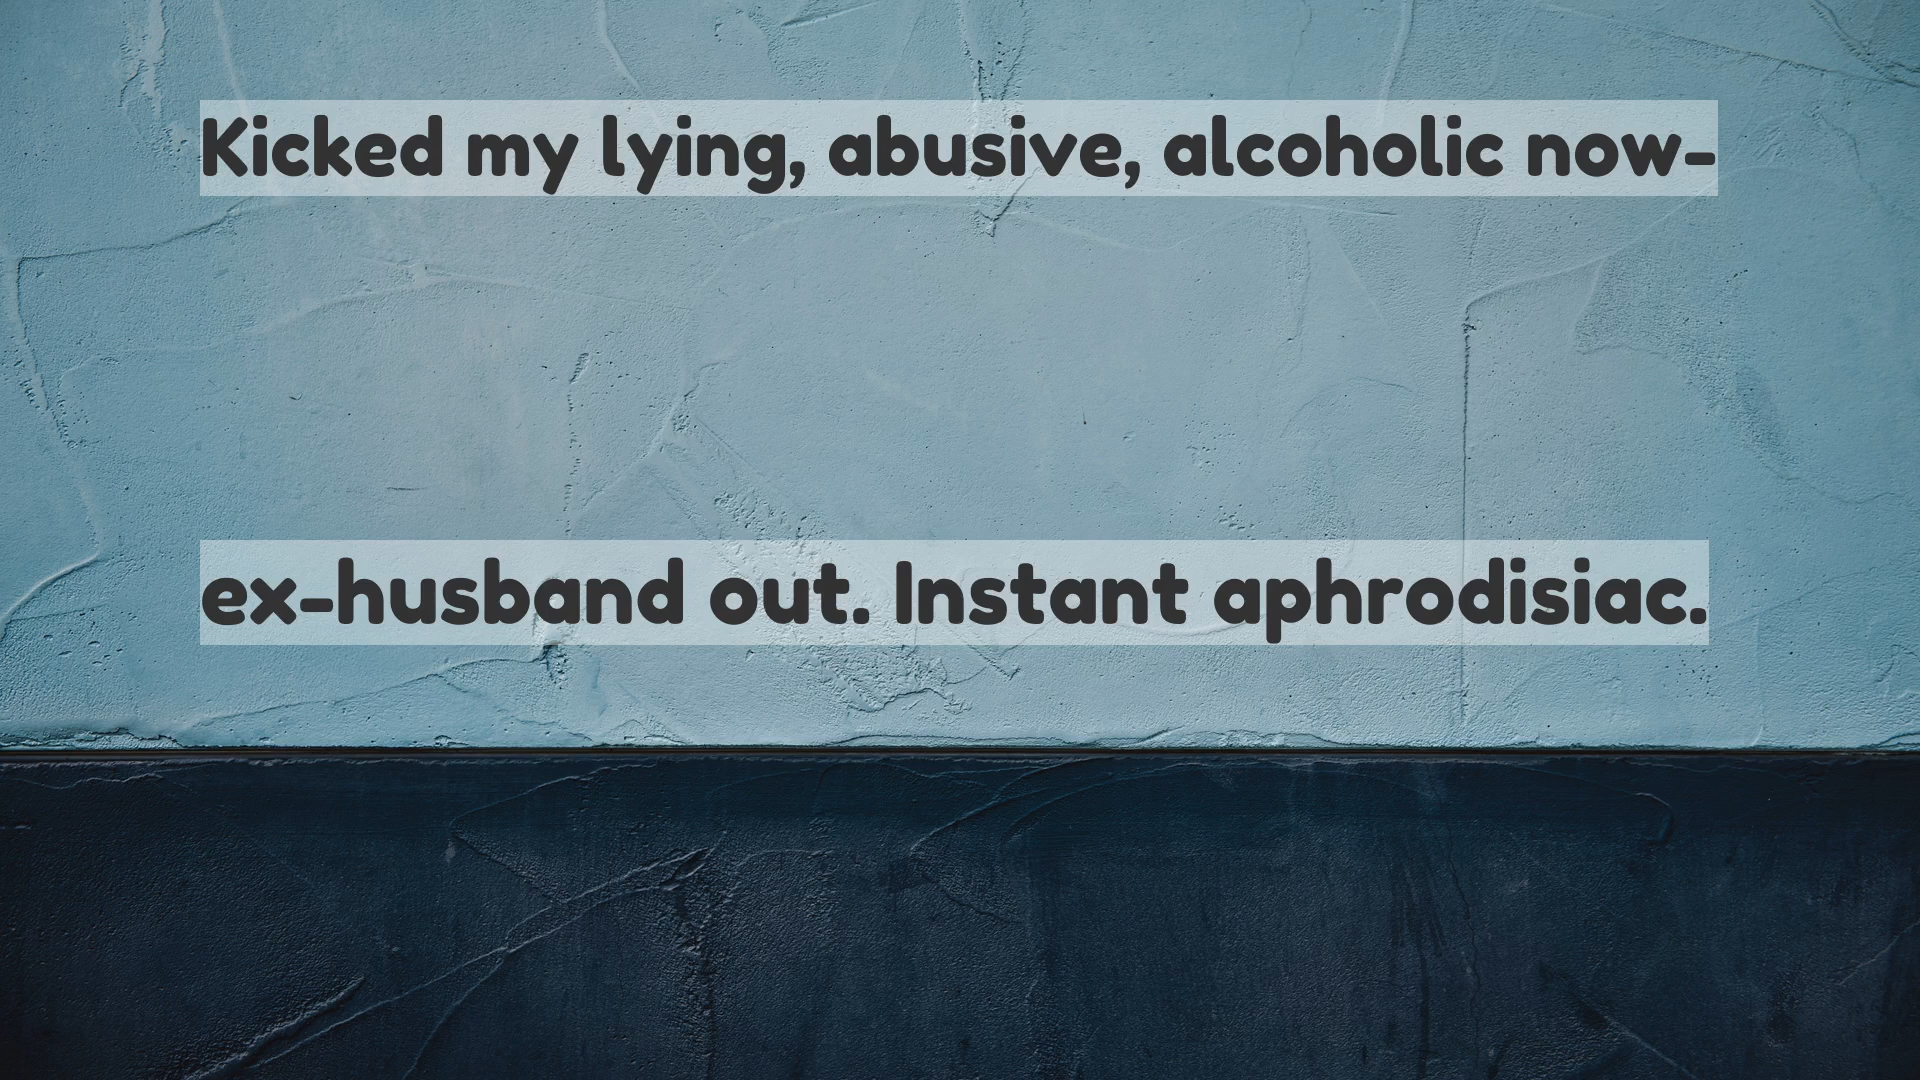 Kicked my lying, abusive, alcoholic now-
ex-husband out. Instant aphrodisiac.